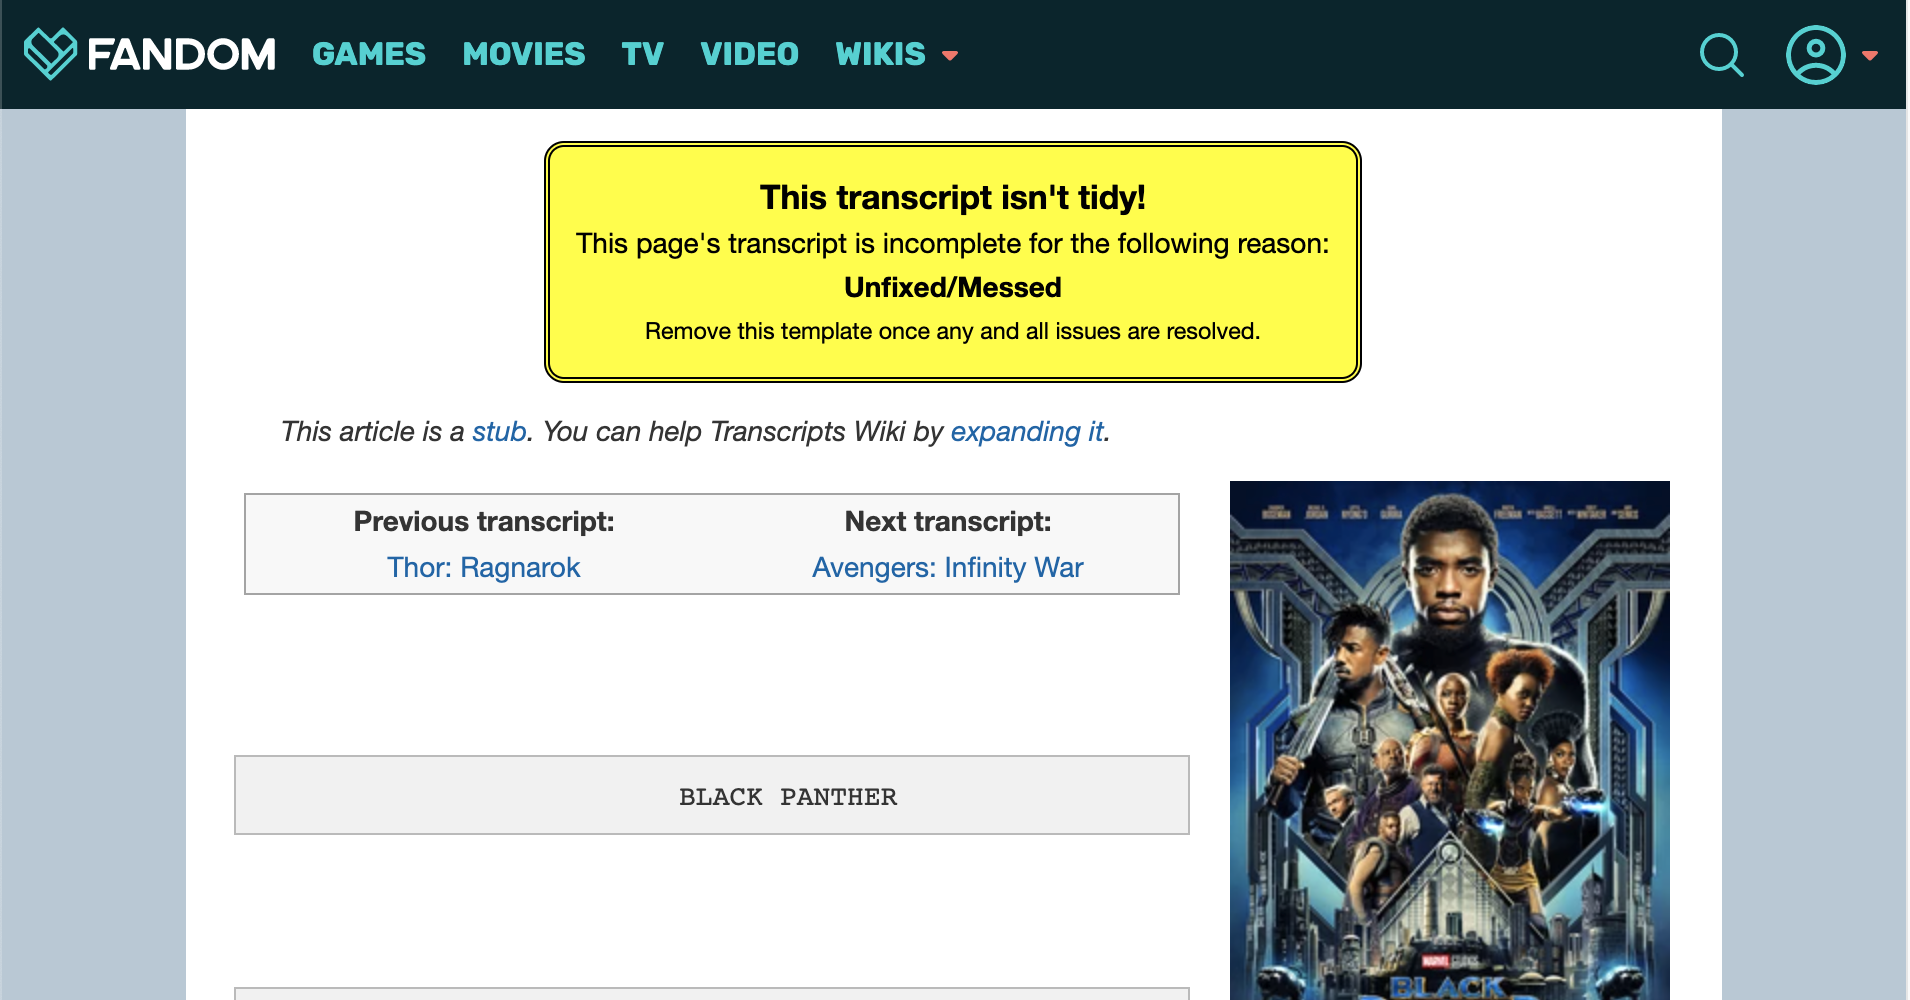 FANDOM GAMES MOVIES TV VIDEO WIKIS
This transcript isn't tidy!
This page's transcript is incomplete for the following reason:
Unfixed/Messed
Remove this template once any and all issues are resolved.
This article is a stub. You can help Transcripts Wiki by expanding it.
Previous transcript: Next transcript:
Thor: Ragnarok Avengers: Infinity War
BLACK PANTHER
MARVEL STUDIOS
BLACK